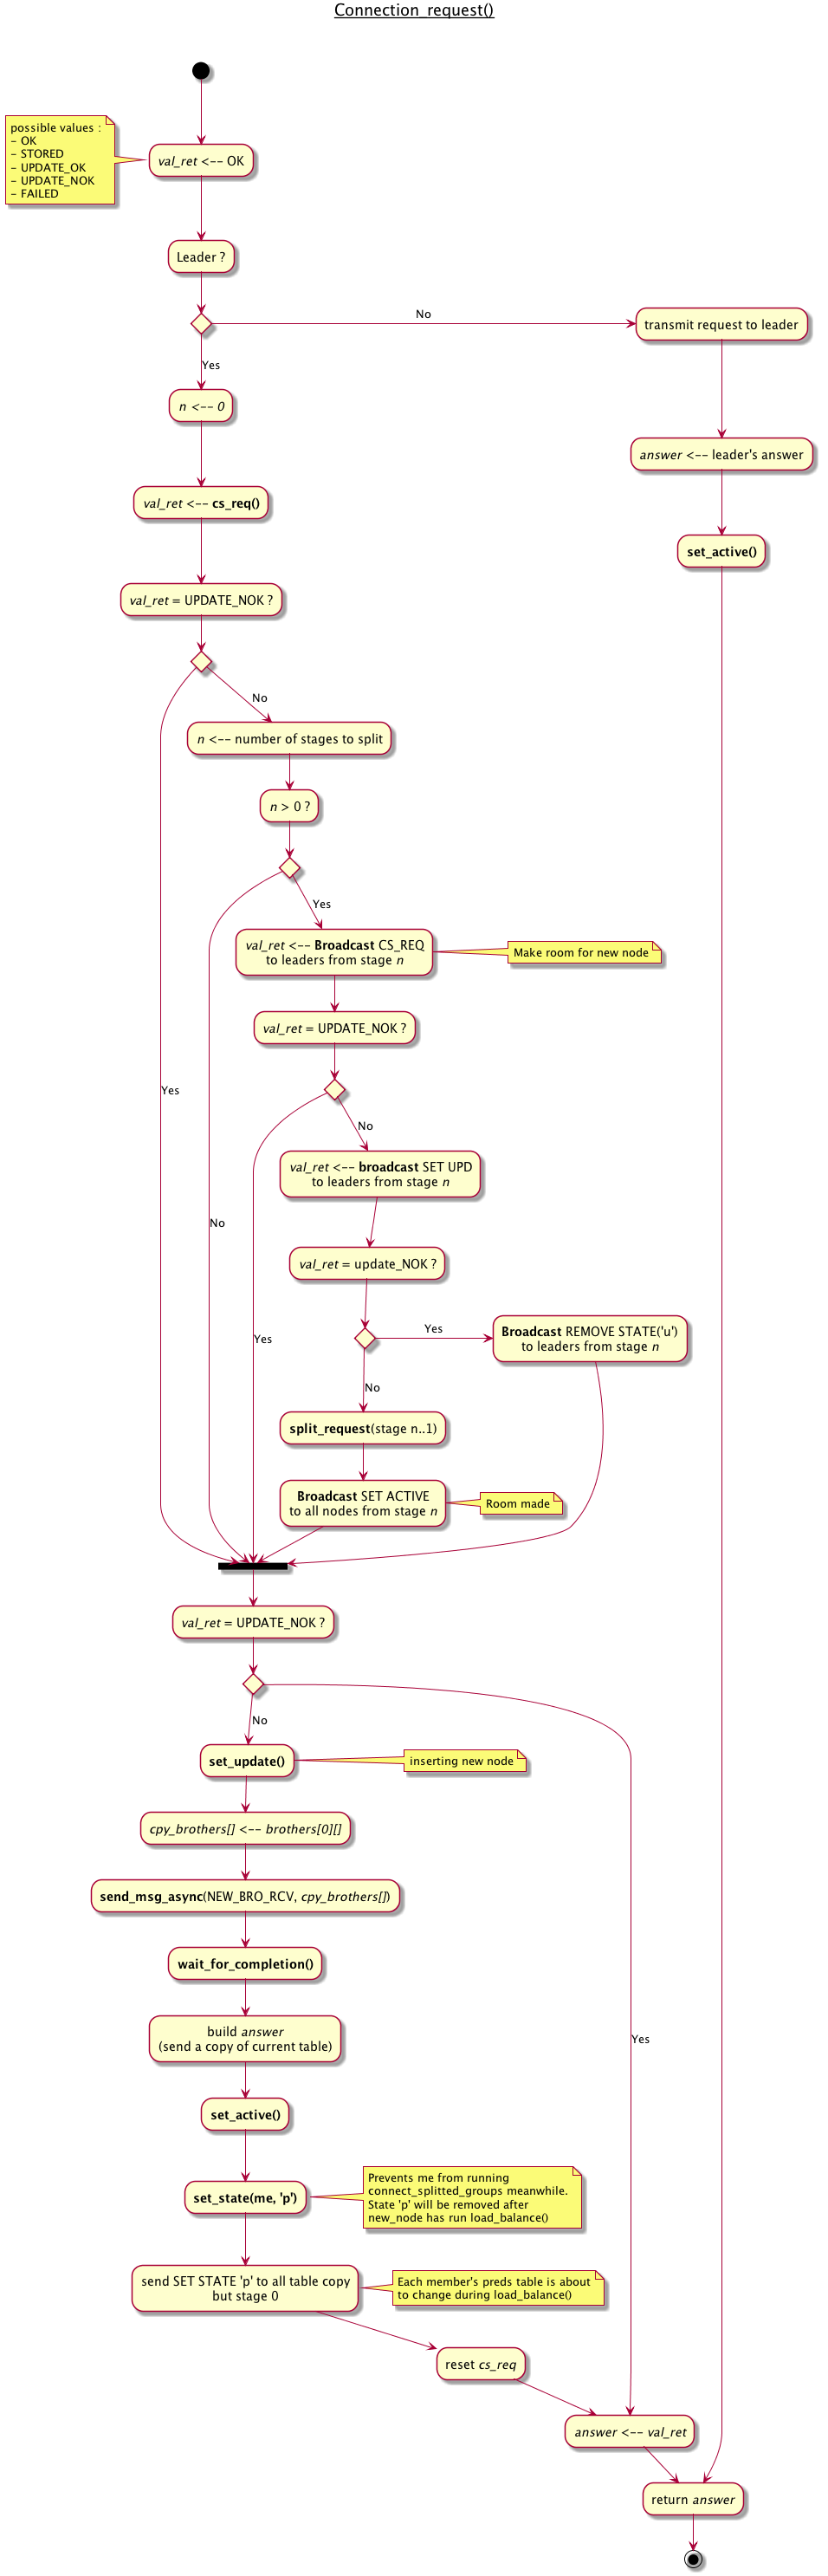 Connection_request()
possible values :
- OK
- STORED
- UPDATE_OK
- UPDATE_NOK
- FAILED
val_ret <-- OK
Leader ?
No
transmit request to leader
Yes
n <-- 0
answer <-- leader's answer
val_ret <-- cs_req()
set_active()
val_ret = UPDATE_NOK ?
No
n <-- number of stages to split
n > 0 ?
Yes
val_ret <-- Broadcast CS_REQ
to leaders from stage n
Make room for new node
val_ret = UPDATE_NOK ?
Yes
No
val_ret <-- broadcast SET UPD
to leaders from stage n
No
val_ret = update_NOK ?
Yes
Yes
Broadcast REMOVE STATE('u')
to leaders from stage n
No
split_request(stage n..1)
Broadcast SET ACTIVE
to all nodes from stage n
Room made
val_ret = UPDATE_NOK ?
No
set_update()
inserting new node
cpy_brothers[] <-- brothers[0][]
send_msg_async(NEW_BRO_RCV, cpy_brothers[])
wait_for_completion()
build answer
(send a copy of current table)
Yes
set_active()
set_state(me, 'p')
Prevents me from running
connect_splitted_groups meanwhile.
State 'p' will be removed after
new_node has run load_balance()
send SET STATE 'p' to all table copy
but stage 0
Each member's preds table is about
to change during load_balance()
reset cs_req
answer <-- val_ret
return answer